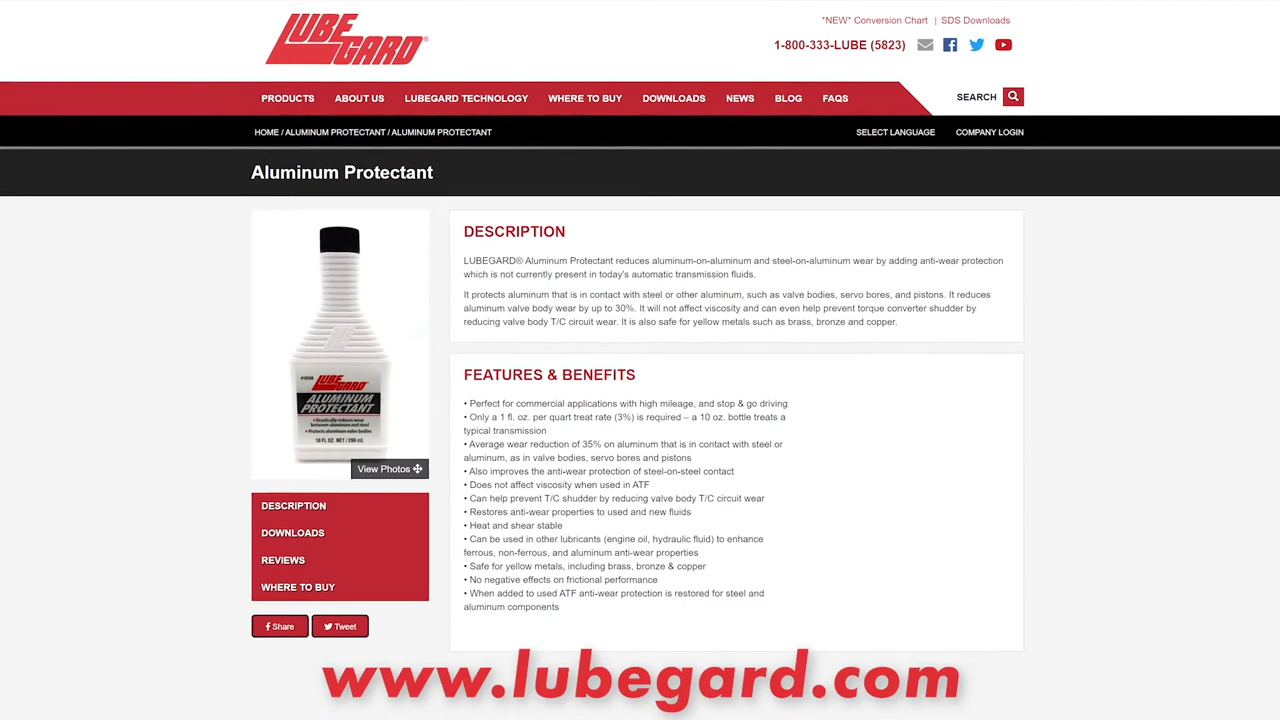 LUBE
GARD®
*NEW* Conversion Chart | SDS Downloads
1-800-333-LUBE (5823)
PRODUCTS ABOUT US LUBEGARD TECHNOLOGY WHERE TO BUY DOWNLOADS NEWS BLOG FAQS
SEARCH
HOME / ALUMINUM PROTECTANT / ALUMINUM PROTECTANT
SELECT LANGUAGE COMPANY LOGIN
Aluminum Protectant
LUBE
GARD
ALUMINUM
PROTECTANT
• Drastically reduces wear
between aluminum and steel
• Protects aluminum valve bodies
10 FL OZ. NET / 296 mL
View Photos
DESCRIPTION
DOWNLOADS
REVIEWS
WHERE TO BUY
Share Tweet
DESCRIPTION
LUBEGARD® Aluminum Protectant reduces aluminum-on-aluminum and steel-on-aluminum wear by adding anti-wear protection
which is not currently present in today's automatic transmission fluids.
It protects aluminum that is in contact with steel or other aluminum, such as valve bodies, servo bores, and pistons. It reduces
aluminum valve body wear by up to 30%. It will not affect viscosity and can even help prevent torque converter shudder by
reducing valve body T/C circuit wear. It is also safe for yellow metals such as brass, bronze and copper.
FEATURES & BENEFITS
• Perfect for commercial applications with high mileage, and stop & go driving
• Only a 1 fl. oz. per quart treat rate (3%) is required – a 10 oz. bottle treats a
typical transmission
• Average wear reduction of 35% on aluminum that is in contact with steel or
aluminum, as in valve bodies, servo bores and pistons
• Also improves the anti-wear protection of steel-on-steel contact
• Does not affect viscosity when used in ATF
• Can help prevent T/C shudder by reducing valve body T/C circuit wear
• Restores anti-wear properties to used and new fluids
• Heat and shear stable
• Can be used in other lubricants (engine oil, hydraulic fluid) to enhance
ferrous, non-ferrous, and aluminum anti-wear properties
• Safe for yellow metals, including brass, bronze & copper
• No negative effects on frictional performance
• When added to used ATF anti-wear protection is restored for steel and
aluminum components
www.lubegard.com